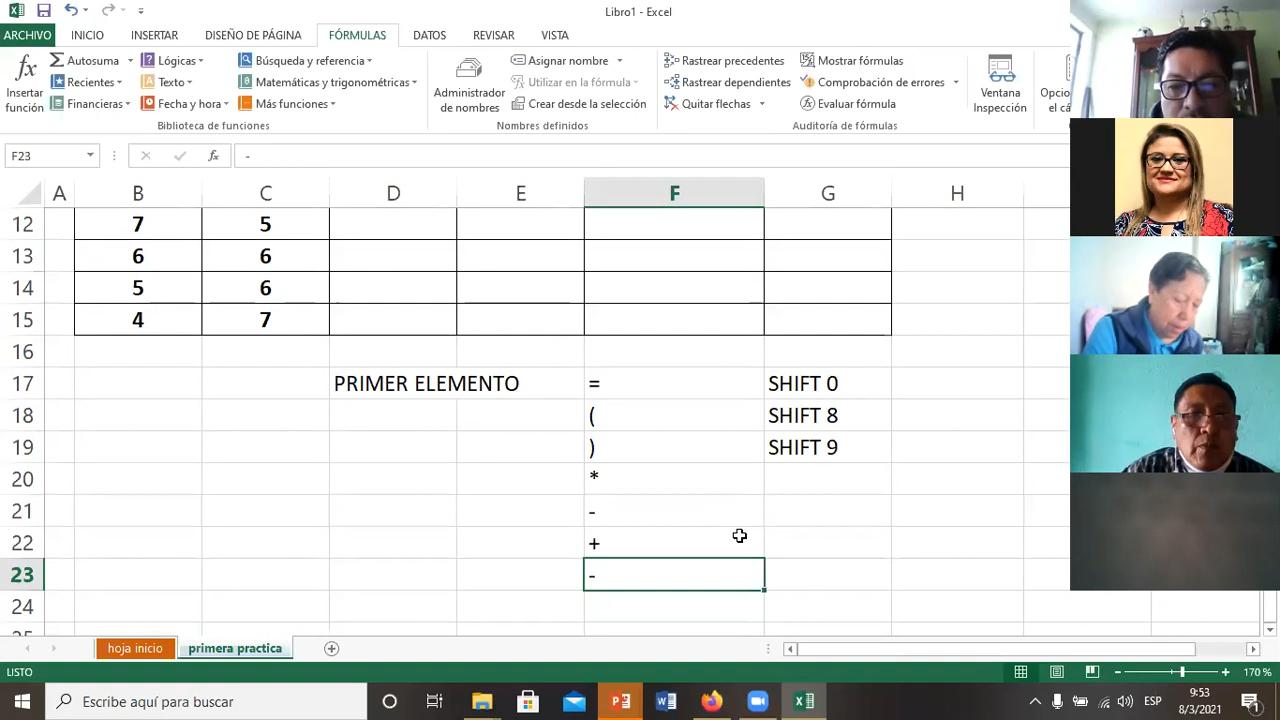 Libro1 - Excel
ARCHIVO INICIO INSERTAR DISEÑO DE PÁGINA FÓRMULAS DATOS REVISAR VISTA
fx Insertar función
Σ Autosuma
Recientes
Financieras
Lógicas
Texto
Fecha y hora
Búsqueda y referencia
Matemáticas y trigonométricas
Más funciones
Biblioteca de funciones
Administrador de nombres
Asignar nombre
Utilizar en la fórmula
Crear desde la selección
Nombres definidos
Rastrear precedentes
Rastrear dependientes
Quitar flechas
Mostrar fórmulas
Comprobación de errores
Evaluar fórmula
Auditoría de fórmulas
Ventana Inspección
F23 fx -
A B C D E F G H
12 7 5
13 6 6
14 5 6
15 4 7
16
17 PRIMER ELEMENTO = SHIFT 0
18 ( SHIFT 8
19 ) SHIFT 9
20 *
21 -
22 +
23 -
24
hoja inicio primera practica
LISTO 170 %
Escribe aquí para buscar ESP 9:53
8/3/2021